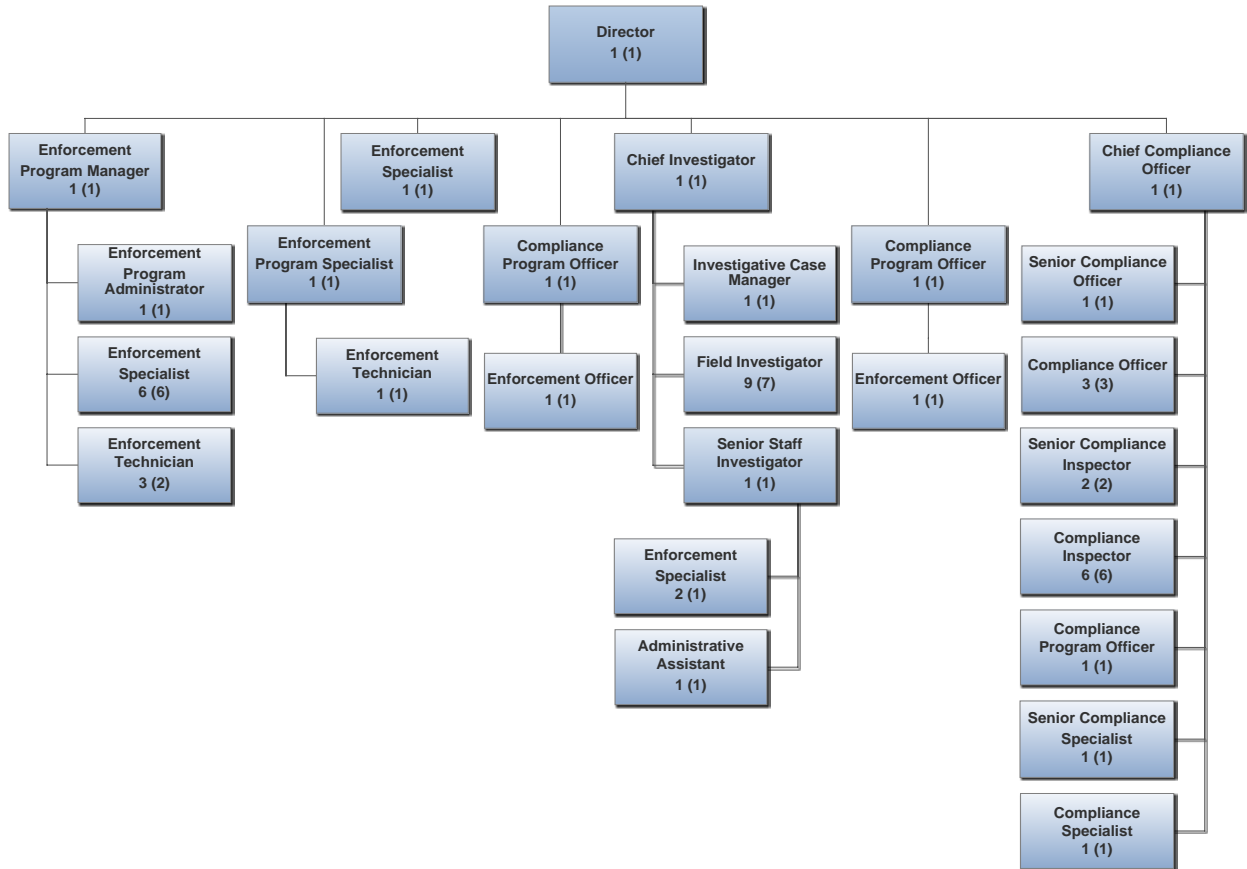 Director
1 (1)
Enforcement
Program Manager
1 (1)
Enforcement
Specialist
1 (1)
Chief Investigator
1 (1)
Chief Compliance
Officer
1 (1)
Enforcement
Program Specialist
1 (1)
Compliance
Program Officer
1 (1)
Compliance
Program Officer
1 (1)
Enforcement
Program
Administrator
1 (1)
Enforcement
Specialist
6 (6)
Enforcement
Technician
3 (2)
Enforcement
Technician
1 (1)
Enforcement Officer
1 (1)
Investigative Case
Manager
1 (1)
Field Investigator
9 (7)
Senior Staff
Investigator
1 (1)
Enforcement
Specialist
2 (1)
Administrative
Assistant
1 (1)
Enforcement Officer
1 (1)
Senior Compliance
Officer
1 (1)
Compliance Officer
3 (3)
Senior Compliance
Inspector
2 (2)
Compliance
Inspector
6 (6)
Compliance
Program Officer
1 (1)
Senior Compliance
Specialist
1 (1)
Compliance
Specialist
1 (1)